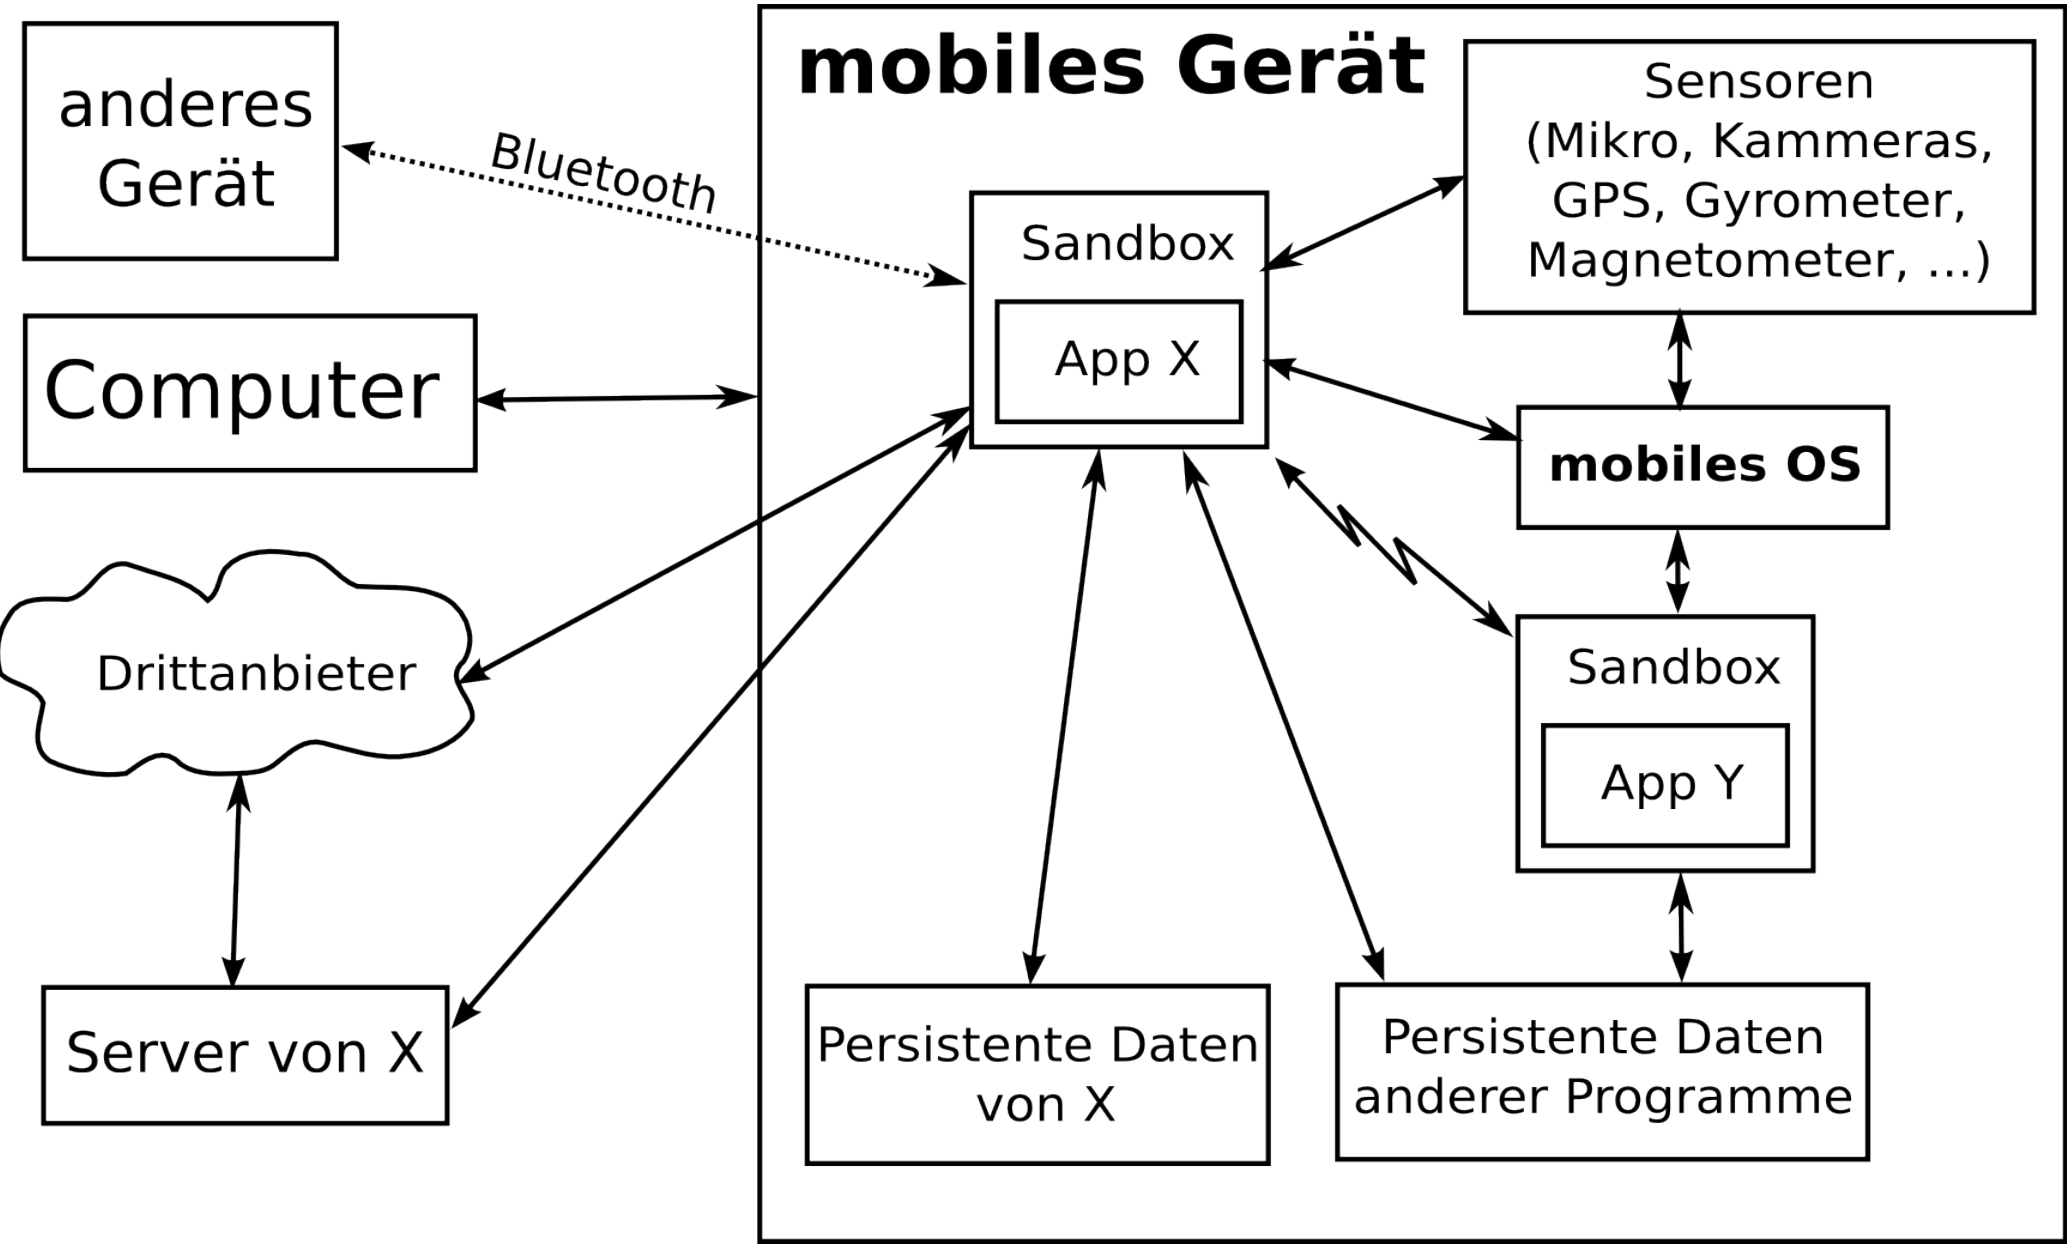 mobiles Gerät
anderes
Gerät
Bluetooth
Sensoren
(Mikro, Kammeras,
GPS, Gyrometer,
Magnetometer, ...)
Sandbox
App X
Computer
mobiles OS
Drittanbieter
Sandbox
App Y
Server von X
Persistente Daten
von X
Persistente Daten
anderer Programme